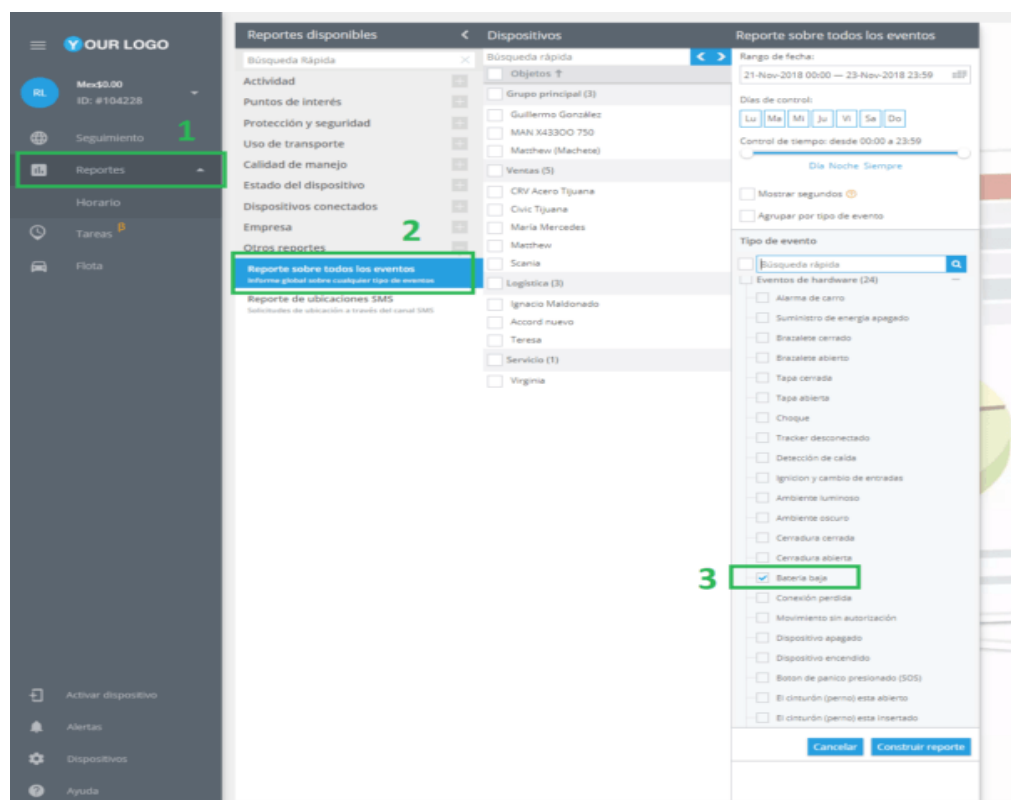 YOUR LOGO
RL
Mex$0.00
ID: #104228
Seguimiento
1
Reportes
Horario
Tareas β
Flota
Activar dispositivo
Alertas
Dispositivos
Ayuda
Reportes disponibles
Búsqueda Rápida
Actividad
Puntos de interés
Protección y seguridad
Uso de transporte
Calidad de manejo
Estado del dispositivo
Dispositivos conectados
Empresa
2
Otros reportes
Reporte sobre todos los eventos
Informe global sobre cualquier tipo de eventos
Reporte de ubicaciones SMS
Solicitudes de ubicación a través del canal SMS
Dispositivos
Búsqueda rápida
Objetos ↑
Grupo principal (3)
Guillermo González
MAN X433OO 750
Matthew (Machete)
Ventas (5)
CRV Acero Tijuana
Civic Tijuana
María Mercedes
Matthew
Scania
Logística (3)
Ignacio Maldonado
Accord nuevo
Teresa
Servicio (1)
Virginia
Reporte sobre todos los eventos
Rango de fecha:
21-Nov-2018 00:00 — 23-Nov-2018 23:59
Días de control:
Lu Ma Mi Ju Vi Sa Do
Control de tiempo: desde 00:00 a 23:59
Día Noche Siempre
Mostrar segundos
Agrupar por tipo de evento
Tipo de evento
Búsqueda rápida
Eventos de hardware (24)
Alarma de carro
Suministro de energía apagado
Brazalete cerrado
Brazalete abierto
Tapa cerrada
Tapa abierta
Choque
Tracker desconectado
Detección de caída
Ignicion y cambio de entradas
Ambiente luminoso
Ambiente oscuro
Cerradura cerrada
Cerradura abierta
3
Batería baja
Conexión perdida
Movimiento sin autorización
Dispositivo apagado
Dispositivo encendido
Boton de panico presionado (SOS)
El cinturón (perno) esta abierto
El cinturón (perno) esta insertado
Cancelar
Construir reporte